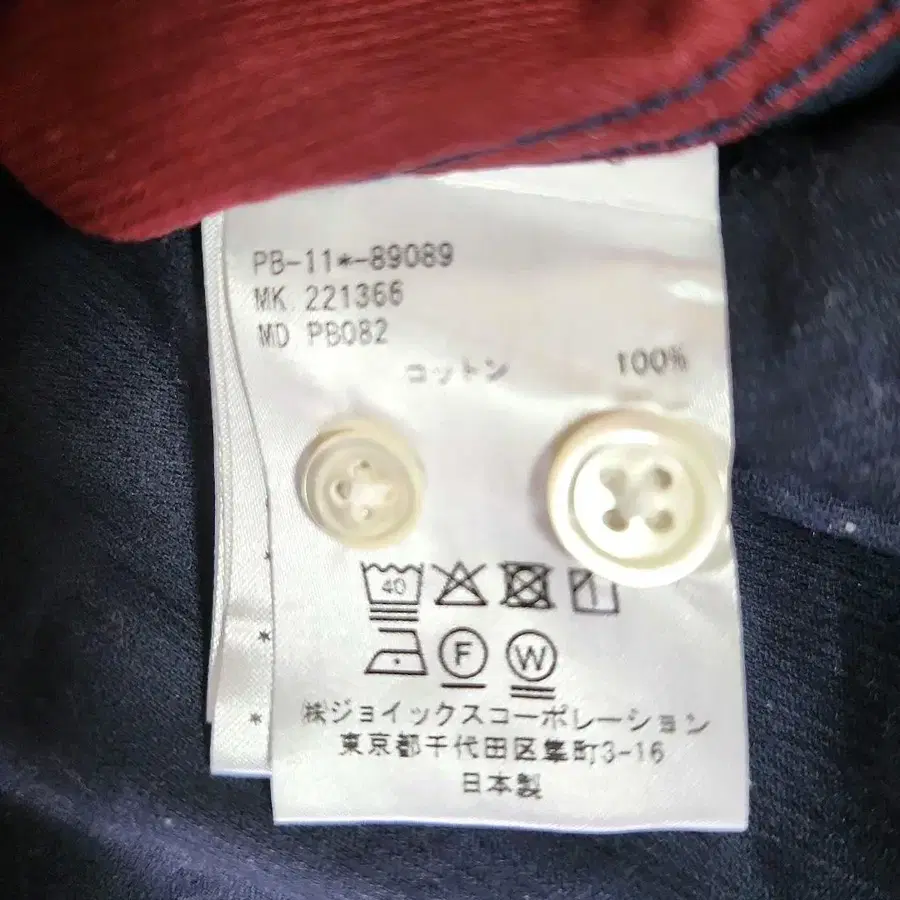 PB-11*-89089
MK 221366
MD PB082
コットン 100%
40
F W
㈱ジョイックスコーポレーション
東京都千代田区隼町3-16
日本製